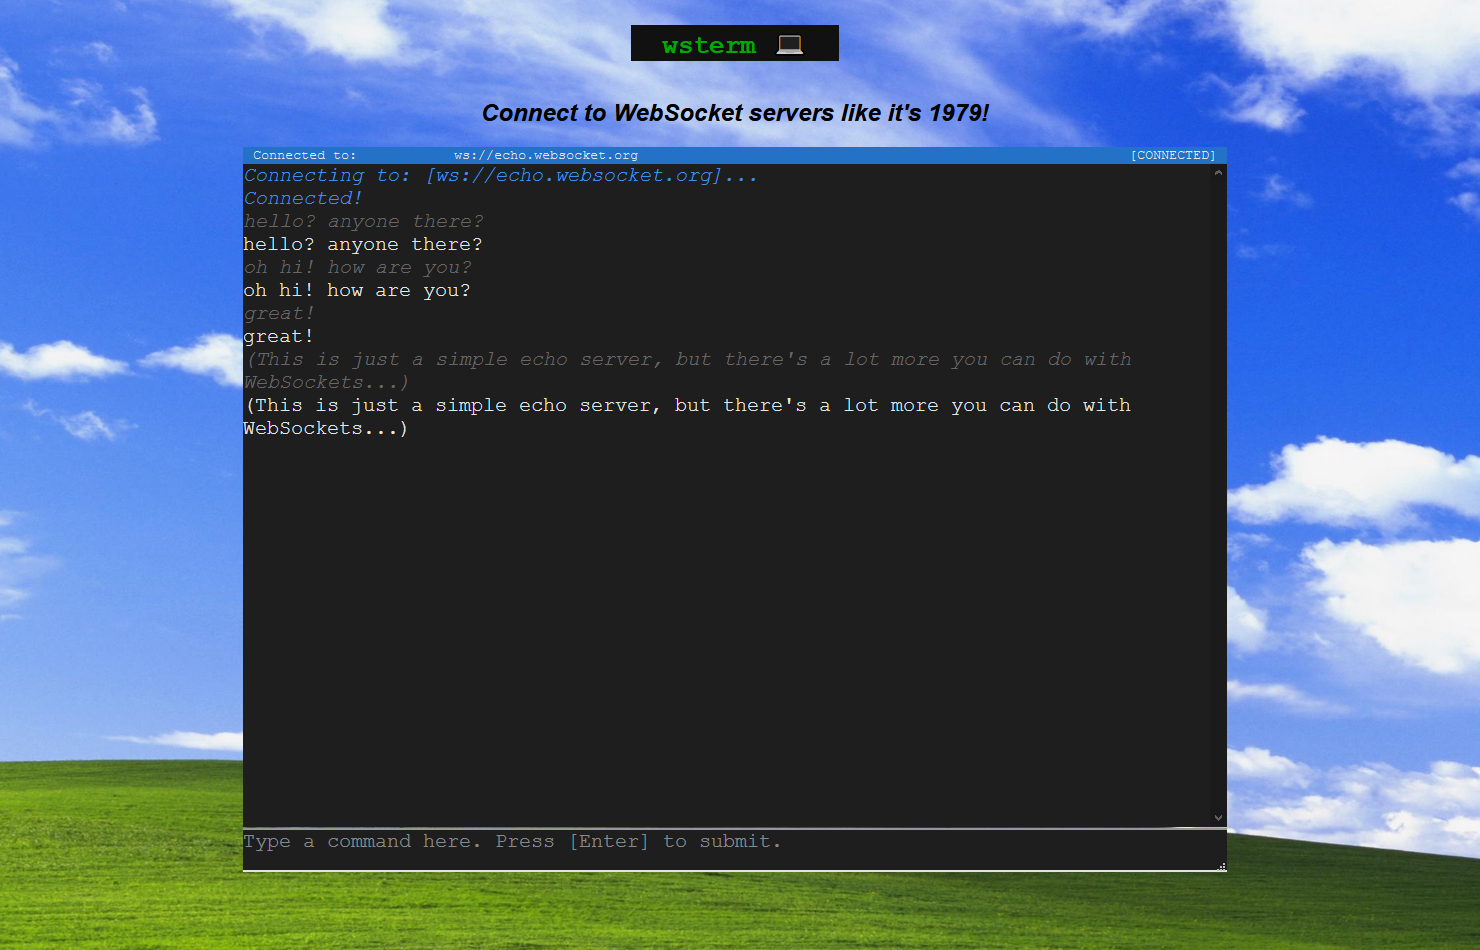 wsterm 💻
Connect to WebSocket servers like it's 1979!
Connected to: ws://echo.websocket.org [CONNECTED]
Connecting to: [ws://echo.websocket.org]...
Connected!
hello? anyone there?
hello? anyone there?
oh hi! how are you?
oh hi! how are you?
great!
great!
(This is just a simple echo server, but there's a lot more you can do with
WebSockets...)
(This is just a simple echo server, but there's a lot more you can do with
WebSockets...)
Type a command here. Press [Enter] to submit.